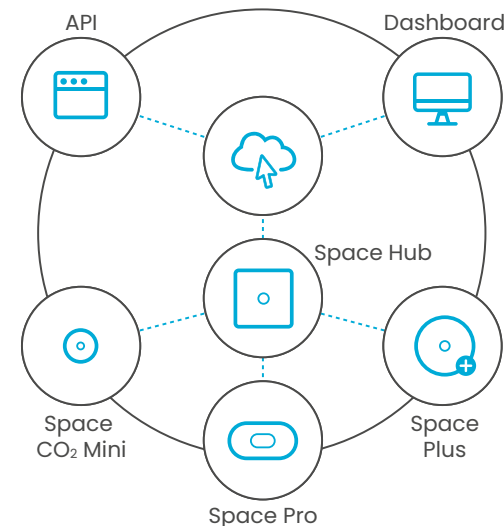 API
Dashboard
Space Hub
Space
CO₂ Mini
Space
Plus
Space Pro